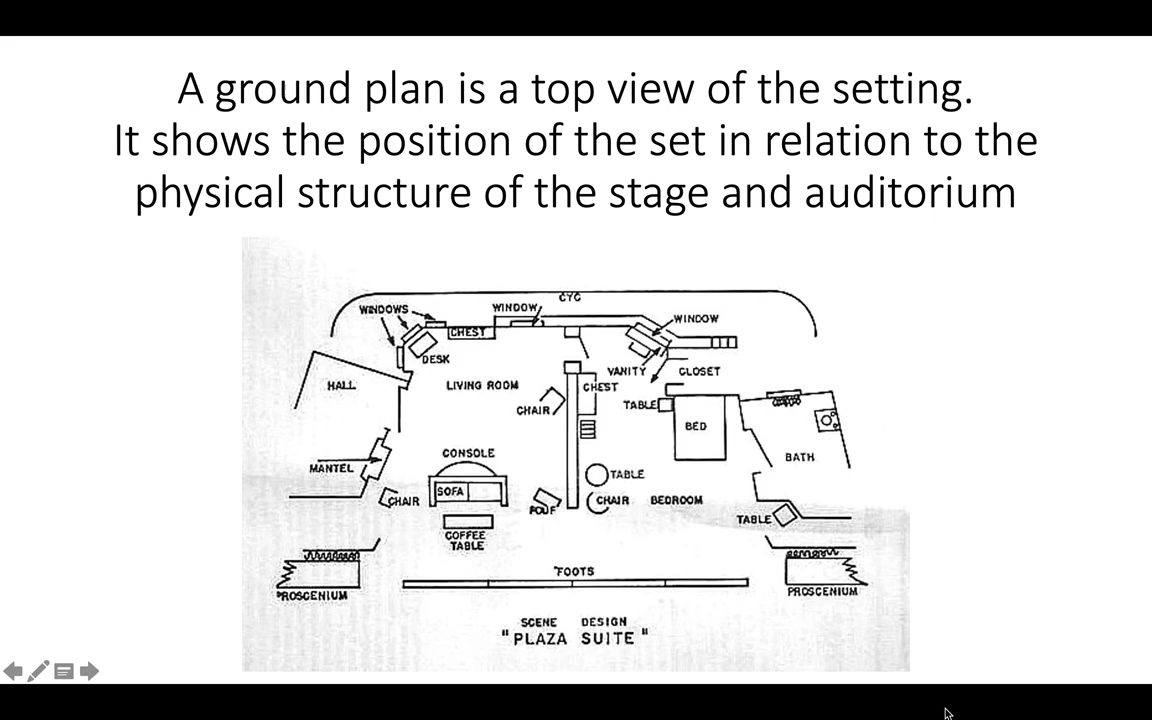 A ground plan is a top view of the setting.
It shows the position of the set in relation to the
physical structure of the stage and auditorium
CYC
WINDOWS
WINDOW
WINDOW
CHEST
DESK
VANITY
CLOSET
HALL
LIVING ROOM
CHEST
CHAIR
TABLE
BED
CONSOLE
BATH
MANTEL
TABLE
SOFA
CHAIR
POUF
CHAIR
BEDROOM
TABLE
COFFEE
TABLE
FOOTS
PROSCENIUM
PROSCENIUM
SCENE DESIGN
"PLAZA SUITE"